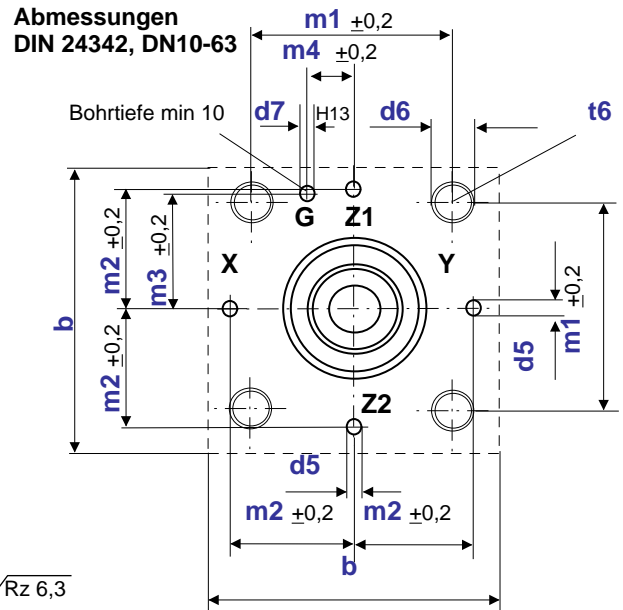 Abmessungen
DIN 24342, DN10-63
m1 ±0,2
m4 ±0,2
Bohrtiefe min 10
d7 H13
d6
t6
G Z1
X
Y
m2 ±0,2
m3 ±0,2
b
m2 ±0,2
d5
m1 ±0,2
Z2
d5
m2 ±0,2
m2 ±0,2
b
√Rz 6,3